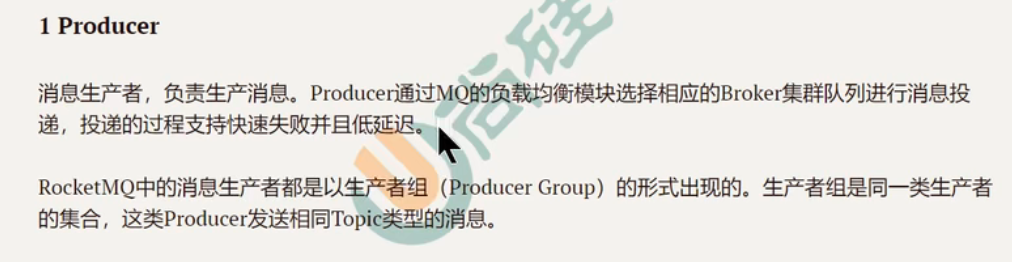 1 Producer
消息生产者，负责生产消息。Producer通过MQ的负载均衡模块选择相应的Broker集群队列进行消息投
递，投递的过程支持快速失败并且低延迟。
RocketMQ中的消息生产者都是以生产者组（Producer Group）的形式出现的。生产者组是同一类生产者
的集合，这类Producer发送相同Topic类型的消息。
尚硅